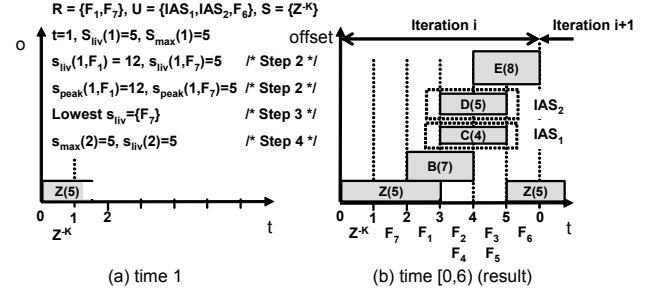 R = {F₁,F₇}, U = {IAS₁,IAS₂,F₆}, S = {Z⁻ᴷ}
o
t=1, Sₗᵢᵥ(1)=5, Sₘₐₓ(1)=5
sₗᵢᵥ(1,F₁) = 12, sₗᵢᵥ(1,F₇)=5 /* Step 2 */
sₚₑₐₖ(1,F₁)=12, sₚₑₐₖ(1,F₇)=5 /* Step 2 */
Lowest sₗᵢᵥ={F₇} /* Step 3 */
sₘₐₓ(2)=5, sₗᵢᵥ(2)=5 /* Step 4 */
Z(5)
0 1 2 t
Z⁻ᴷ
(a) time 1
offset Iteration i Iteration i+1
E(8)
D(5) IAS₂
C(4) IAS₁
B(7)
Z(5) Z(5)
0 1 2 3 4 5 0 t
Z⁻ᴷ F₇ F₁ F₂ F₃ F₆
F₄ F₅
(b) time [0,6) (result)